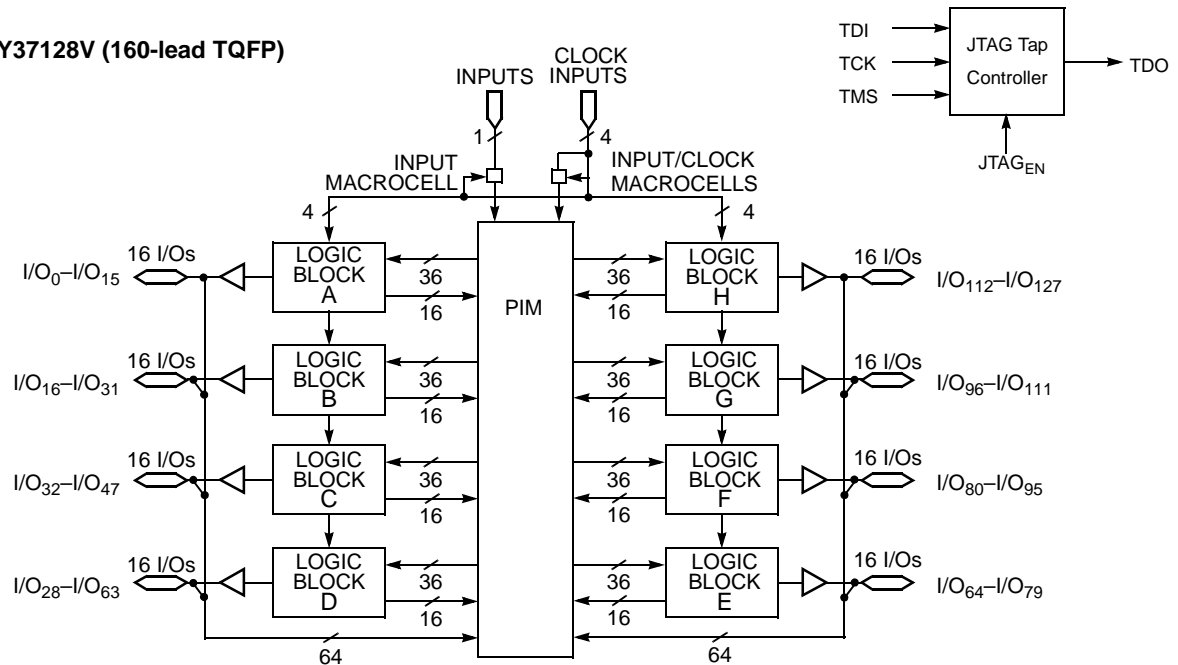 Y37128V (160-lead TQFP)
TDI
TCK
TMS
JTAG Tap
Controller
TDO
JTAG_EN
INPUTS
CLOCK
INPUTS
1
4
INPUT
MACROCELL
INPUT/CLOCK
MACROCELLS
4
4
PIM
I/O0–I/O15
16 I/Os
LOGIC
BLOCK
A
36
16
36
16
LOGIC
BLOCK
H
16 I/Os
I/O112–I/O127
I/O16–I/O31
16 I/Os
LOGIC
BLOCK
B
36
16
36
16
LOGIC
BLOCK
G
16 I/Os
I/O96–I/O111
I/O32–I/O47
16 I/Os
LOGIC
BLOCK
C
36
16
36
16
LOGIC
BLOCK
F
16 I/Os
I/O80–I/O95
I/O28–I/O63
16 I/Os
LOGIC
BLOCK
D
36
16
36
16
LOGIC
BLOCK
E
16 I/Os
I/O64–I/O79
64
64